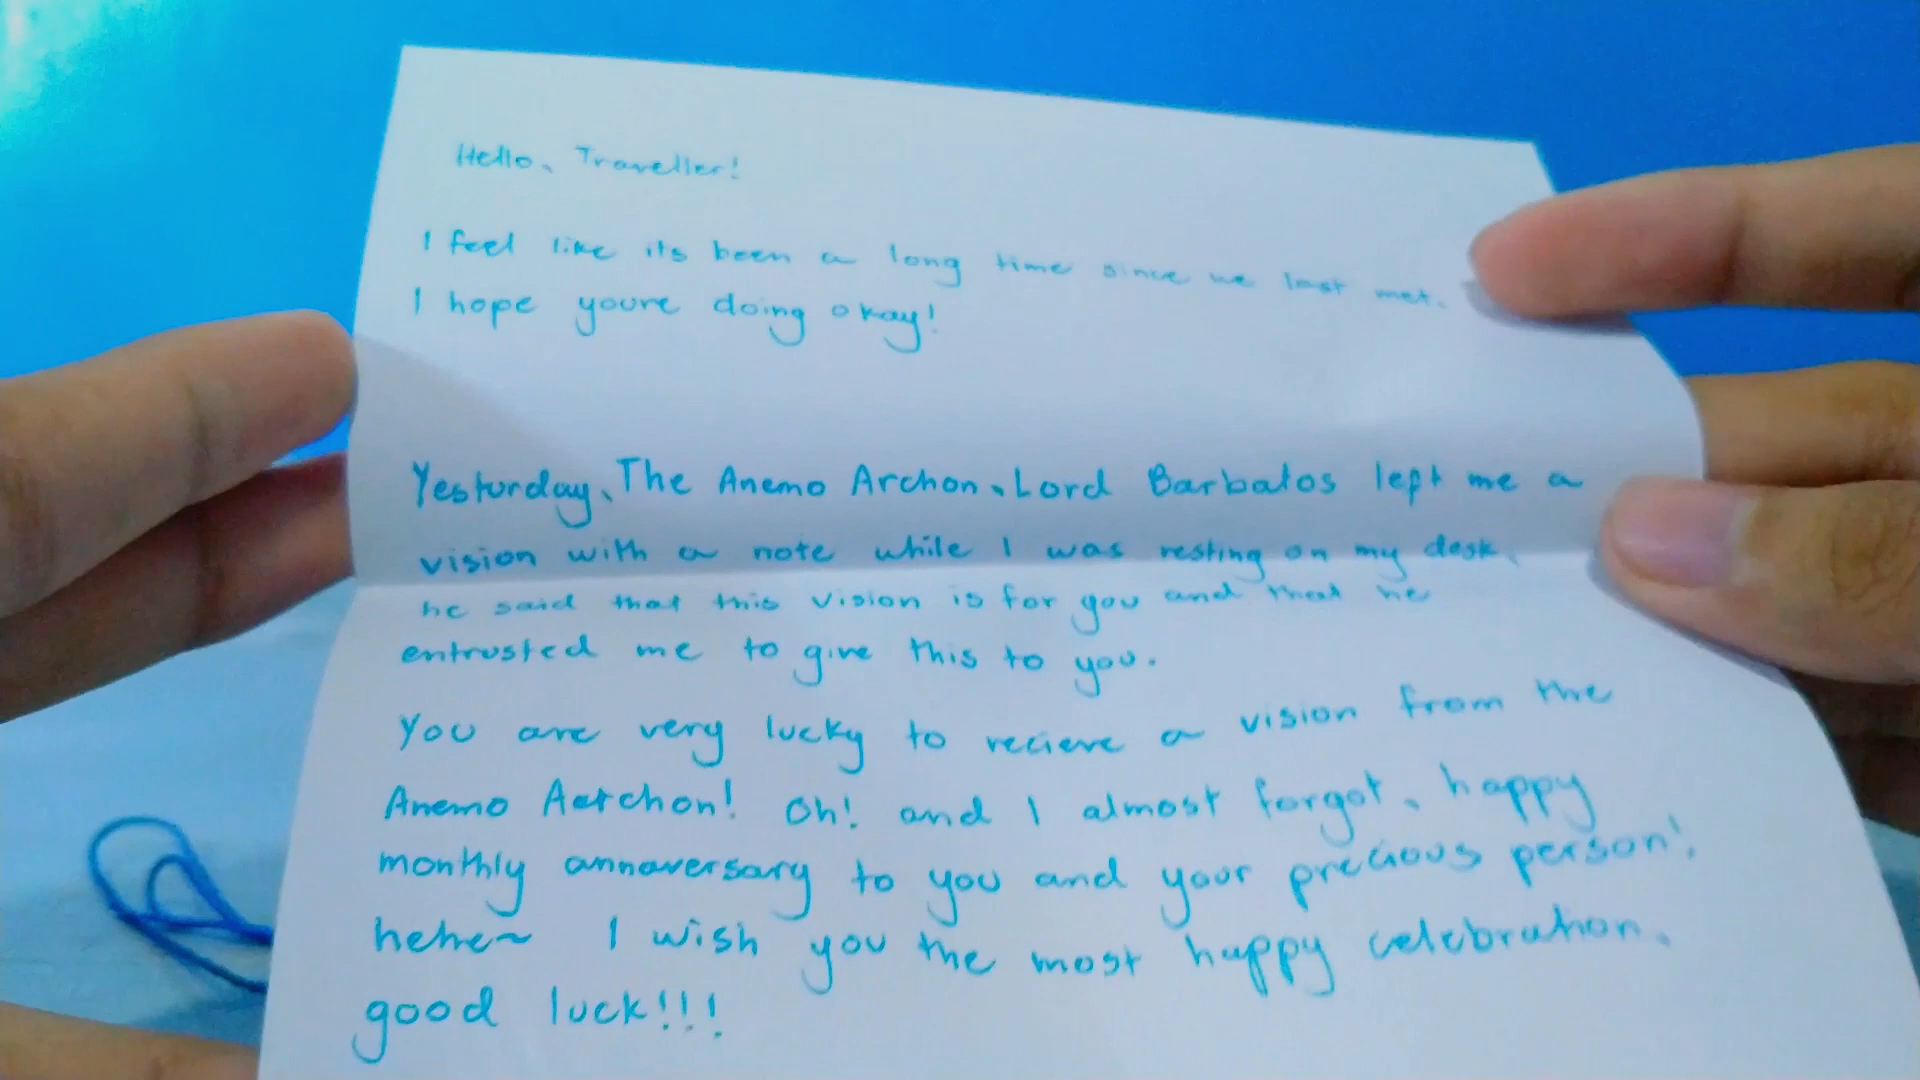 Hello, Traveller!
I feel like its been a long time since we last met.
I hope youre doing okay!
Yesturday, The Anemo Archon, Lord Barbatos left me a
vision with a note while I was resting on my desk,
he said that this vision is for you and that he
entrusted me to give this to you.
You are very lucky to recieve a vision from the
Anemo Aerchon! Oh! and I almost forgot, happy
monthly annaversary to you and your precious person!
hehe~ I wish you the most happy celebration,
good luck!!!